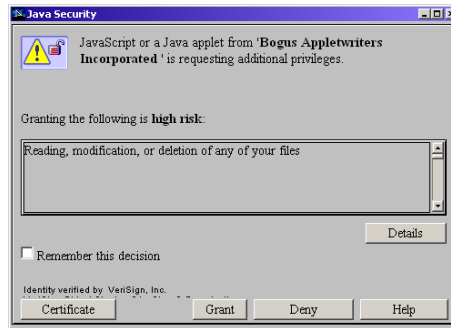 Java Security
JavaScript or a Java applet from 'Bogus Appletwriters
Incorporated ' is requesting additional privileges.
Granting the following is high risk:
Reading, modification, or deletion of any of your files
Details
Remember this decision
Identity verified by VeriSign, Inc.
Certificate Grant Deny Help